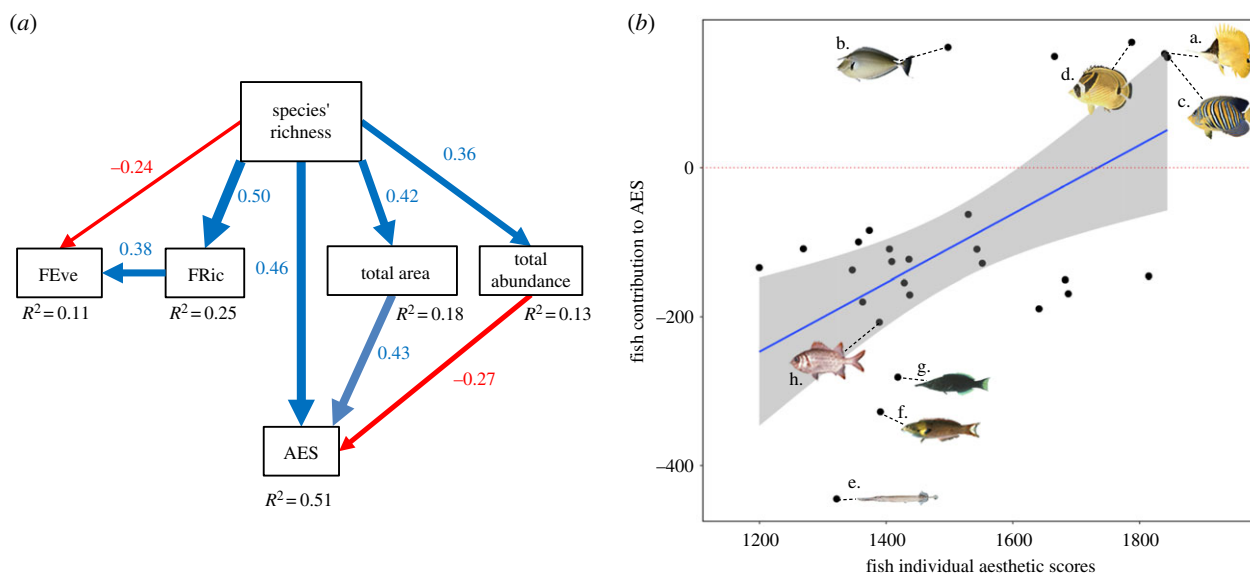 (a)
species'
richness
–0.24
0.50
0.42
0.36
0.46
0.38
FEve
FRic
total area
total
abundance
R² = 0.11
R² = 0.25
R² = 0.18
R² = 0.13
0.43
–0.27
AES
R² = 0.51
(b)
fish contribution to AES
0
–200
–400
b.
a.
d.
c.
h.
g.
f.
e.
1200
1400
1600
1800
fish individual aesthetic scores